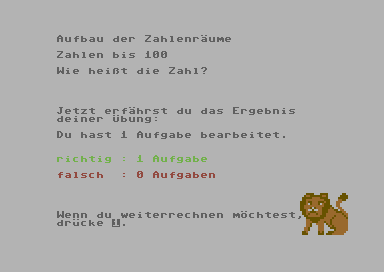 Aufbau der Zahlenräume
Zahlen bis 100
Wie heißt die Zahl?
Jetzt erfährst du das Ergebnis
deiner Übung:
Du hast 1 Aufgabe bearbeitet.
richtig : 1 Aufgabe
falsch : 0 Aufgaben
Wenn du weiterrechnen möchtest,
drücke .